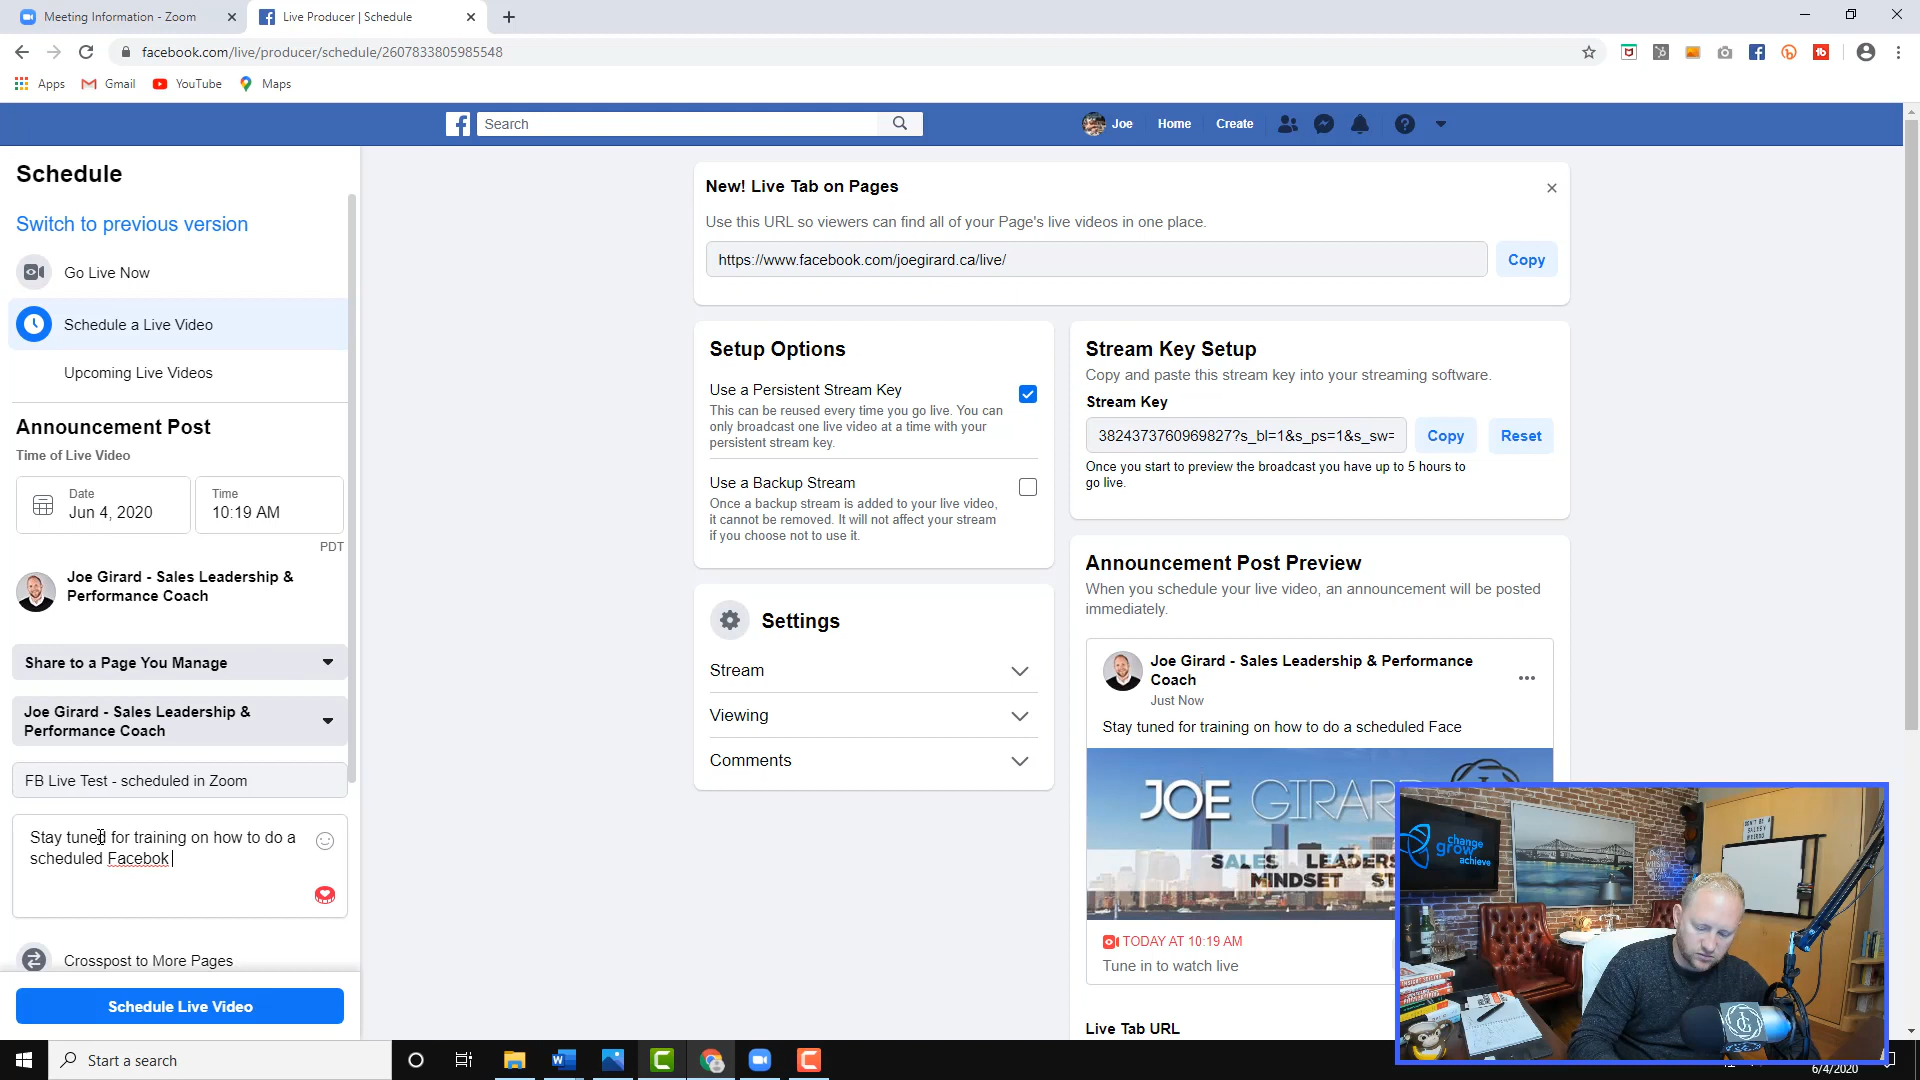 Meeting Information - Zoom
Live Producer | Schedule
facebook.com/live/producer/schedule/2607833805985548
Apps
Gmail
YouTube
Maps
Search
Joe
Home
Create
Schedule
Switch to previous version
Go Live Now
Schedule a Live Video
Upcoming Live Videos
Announcement Post
Time of Live Video
Date
Jun 4, 2020
Time
10:19 AM
PDT
Joe Girard - Sales Leadership &
Performance Coach
Share to a Page You Manage
Joe Girard - Sales Leadership &
Performance Coach
FB Live Test - scheduled in Zoom
Stay tuned for training on how to do a
scheduled Facebok
Crosspost to More Pages
Schedule Live Video
New! Live Tab on Pages
Use this URL so viewers can find all of your Page's live videos in one place.
https://www.facebook.com/joegirard.ca/live/
Copy
Setup Options
Use a Persistent Stream Key
This can be reused every time you go live. You can
only broadcast one live video at a time with your
persistent stream key.
Use a Backup Stream
Once a backup stream is added to your live video,
it cannot be removed. It will not affect your stream
if you choose not to use it.
Settings
Stream
Viewing
Comments
Stream Key Setup
Copy and paste this stream key into your streaming software.
Stream Key
3824373760969827?s_bl=1&s_ps=1&s_sw=
Copy
Reset
Once you start to preview the broadcast you have up to 5 hours to
go live.
Announcement Post Preview
When you schedule your live video, an announcement will be posted
immediately.
Joe Girard - Sales Leadership & Performance
Coach
Just Now
Stay tuned for training on how to do a scheduled Face
JOE GIRAR
SALES LEADERS
MINDSET ST
TODAY AT 10:19 AM
Tune in to watch live
Live Tab URL
change
grow
achieve
Start a search
6/4/2020